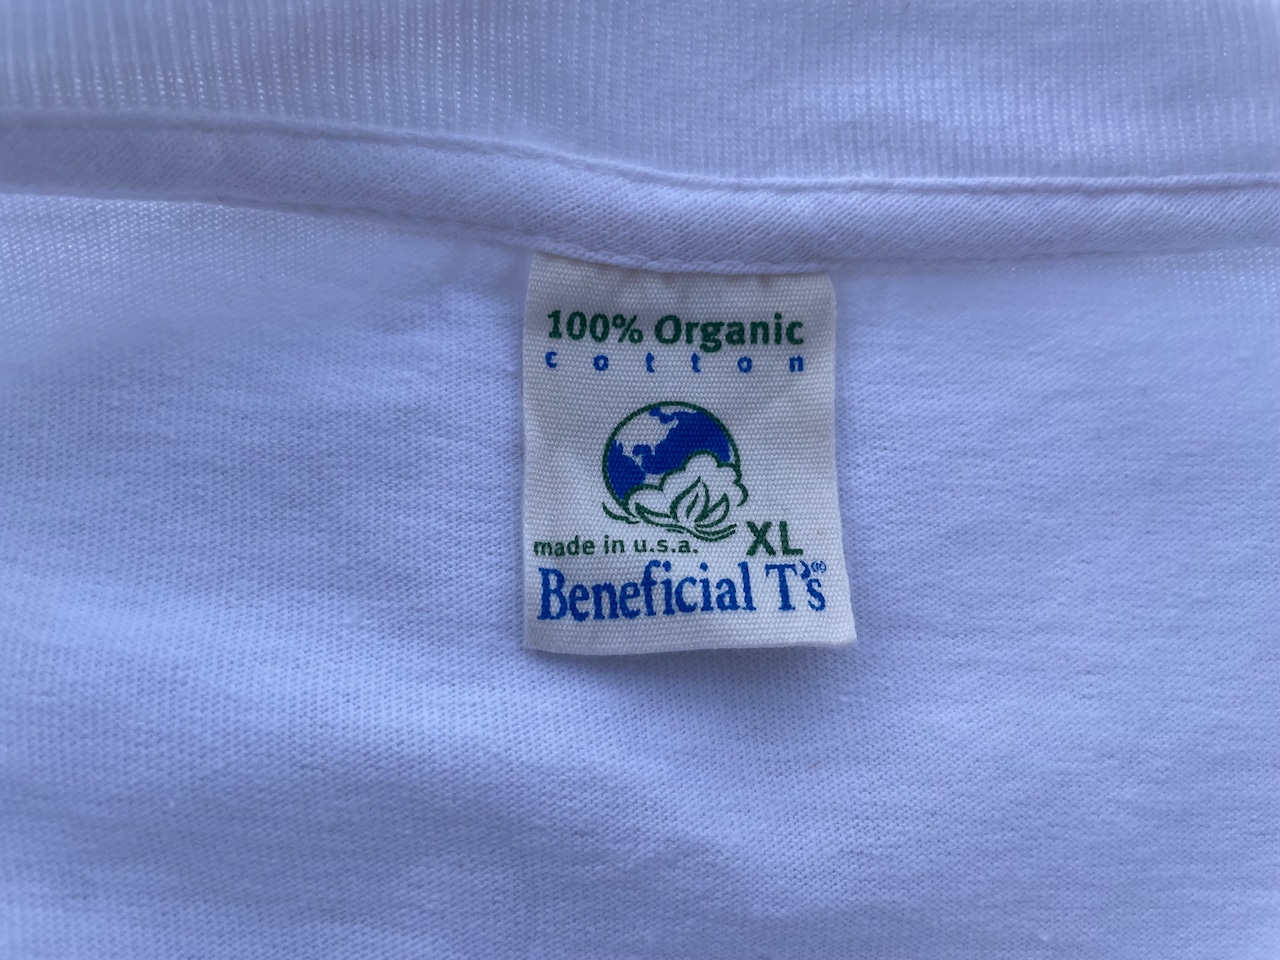 100% Organic
cotton
made in u.s.a. XL
Beneficial T's®